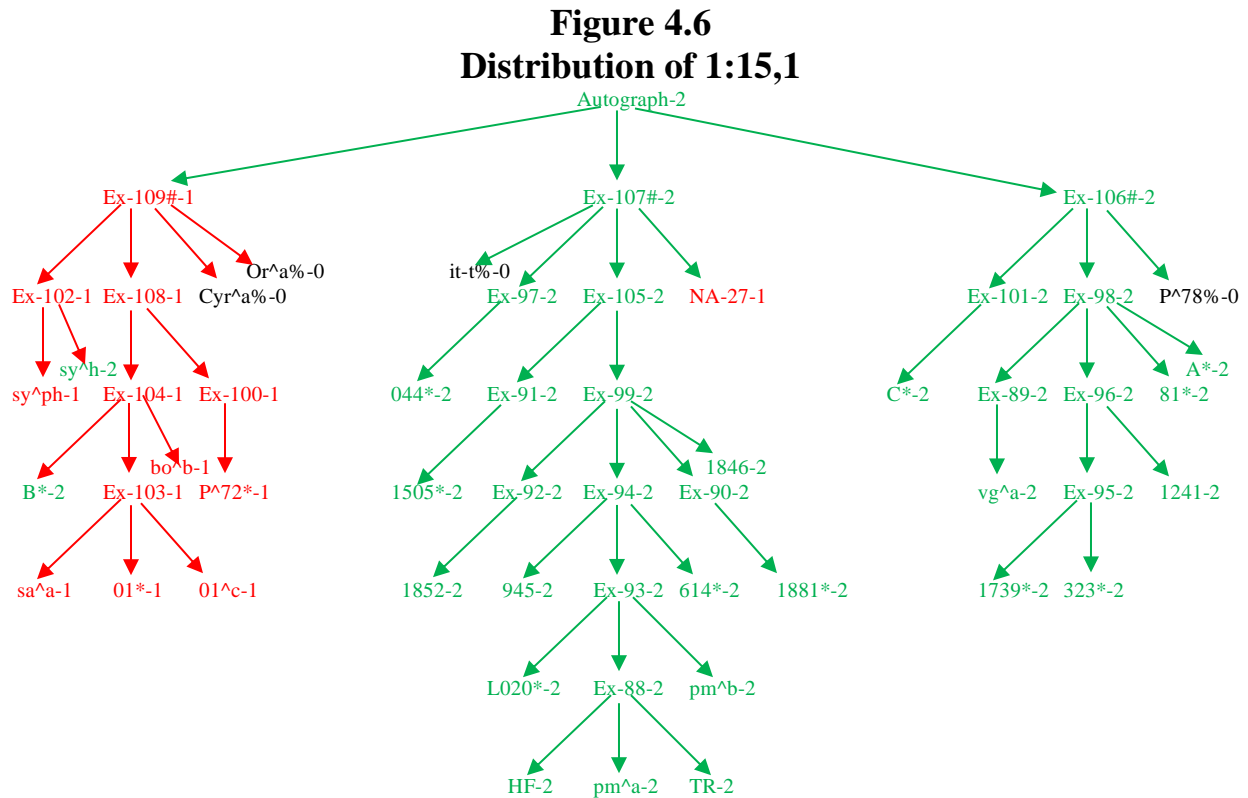 Figure 4.6
Distribution of 1:15,1
Autograph-2
Ex-109#-1 Ex-107#-2 Ex-106#-2
Or^a%-0 it-t%-0
Ex-102-1 Ex-108-1 Cyr^a%-0 Ex-97-2 Ex-105-2 NA-27-1 Ex-101-2 Ex-98-2 P^78%-0
sy^h-2 A*-2
sy^ph-1 Ex-104-1 Ex-100-1 044*-2 Ex-91-2 Ex-99-2 C*-2 Ex-89-2 Ex-96-2 81*-2
bo^b-1 1846-2
B*-2 Ex-103-1 P^72*-1 1505*-2 Ex-92-2 Ex-94-2 Ex-90-2 vg^a-2 Ex-95-2 1241-2
sa^a-1 01*-1 01^c-1 1852-2 945-2 Ex-93-2 614*-2 1881*-2 1739*-2 323*-2
L020*-2 Ex-88-2 pm^b-2
HF-2 pm^a-2 TR-2